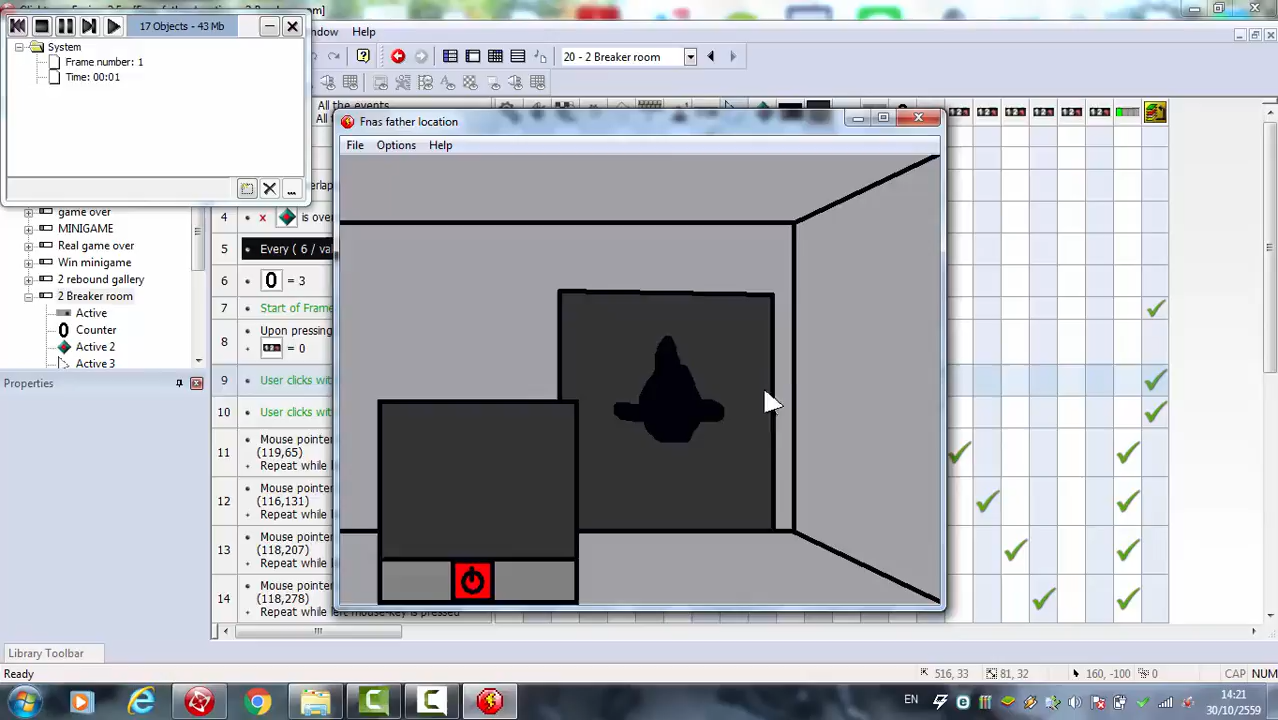 17 Objects - 43 Mb
System
Frame number: 1
Time: 00:01
Help
20 - 2 Breaker room
All the events
Fnas father location
File Options Help
game over
MINIGAME
Real game over
Win minigame
2 rebound gallery
2 Breaker room
Active
Counter
Active 2
Active 3
Properties
4 X is over
5 Every ( 6 /
6 0 = 3
7 Start of Frame
8 Upon pressing
= 0
9 User clicks
10 User clicks
11 Mouse pointer
(119,65)
Repeat while
12 Mouse pointer
(116,131)
Repeat while
13 Mouse pointer
(118,207)
Repeat while
14 Mouse pointer
(118,278)
Repeat while left mouse-key is pressed
Library Toolbar
Ready
516, 33
81, 32
160, -100
0
CAP
EN
14:21
30/10/2559